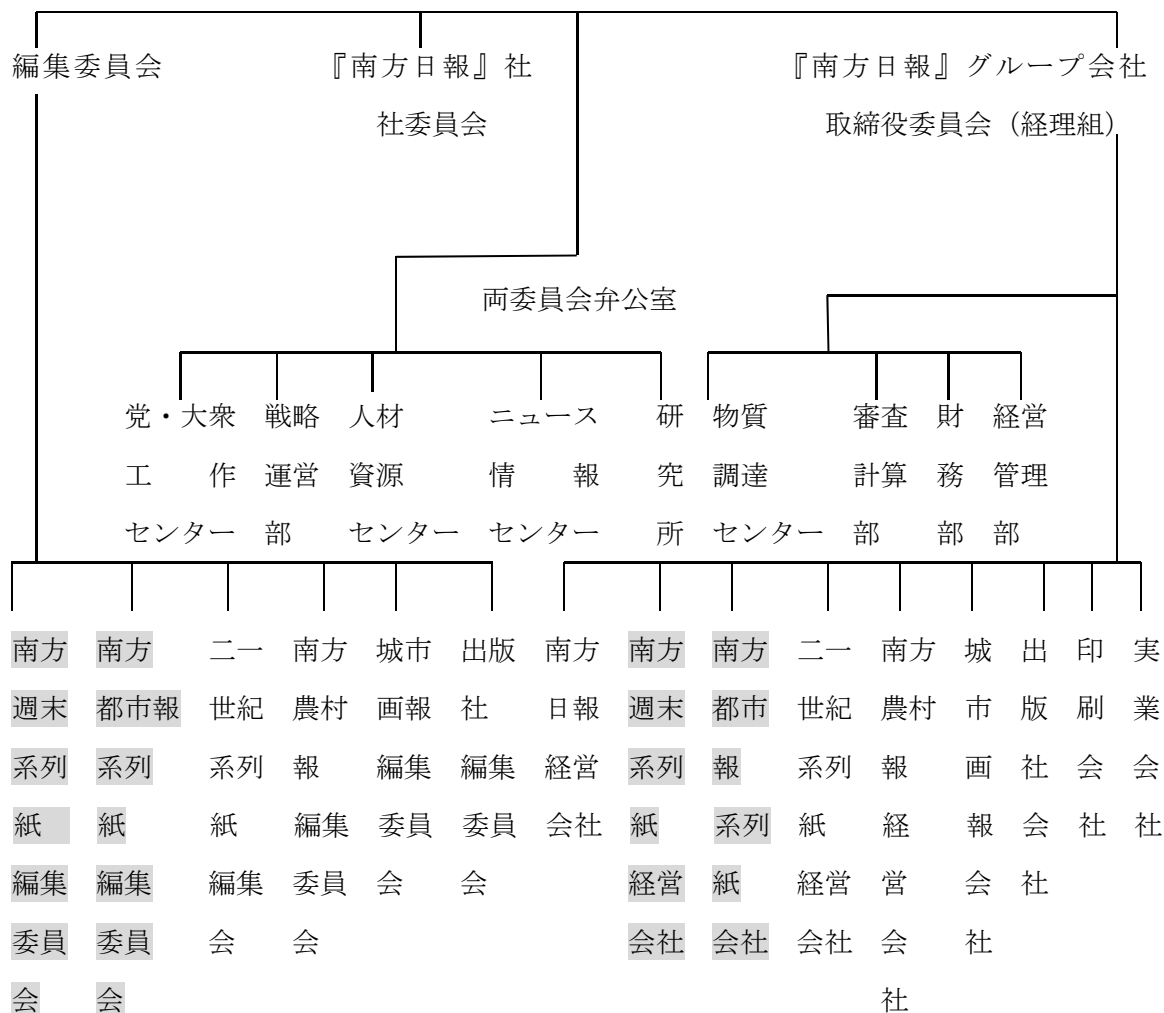 編集委員会
『南方日報』社
社委員会
『南方日報』グループ会社
取締役委員会（経理組）
両委員会弁公室
党・大衆
工作
センター
戦略
運営
部
人材
資源
センター
ニュース
情報
センター
研
究
所
物質
調達
センター
審査
計算
部
財
務
部
経営
管理
部
南方
週末
系列
紙
編集
委員
会
南方
都市報
系列
紙
編集
委員
会
二一
世紀
系列
紙
編集
会
南方
農村
報
編集
委員
会
城市
画報
編集
委員
会
出版
社
編集
委員
会
南方
日報
経営
会社
南方
週末
系列
紙
経営
会社
南方
都市
報
系列
紙
会社
二一
世紀
系列
紙
経営
会社
南方
農村
報
経
営
会
社
城
市
画
報
会
社
出
版
社
会
社
印
刷
会
社
実
業
会
社